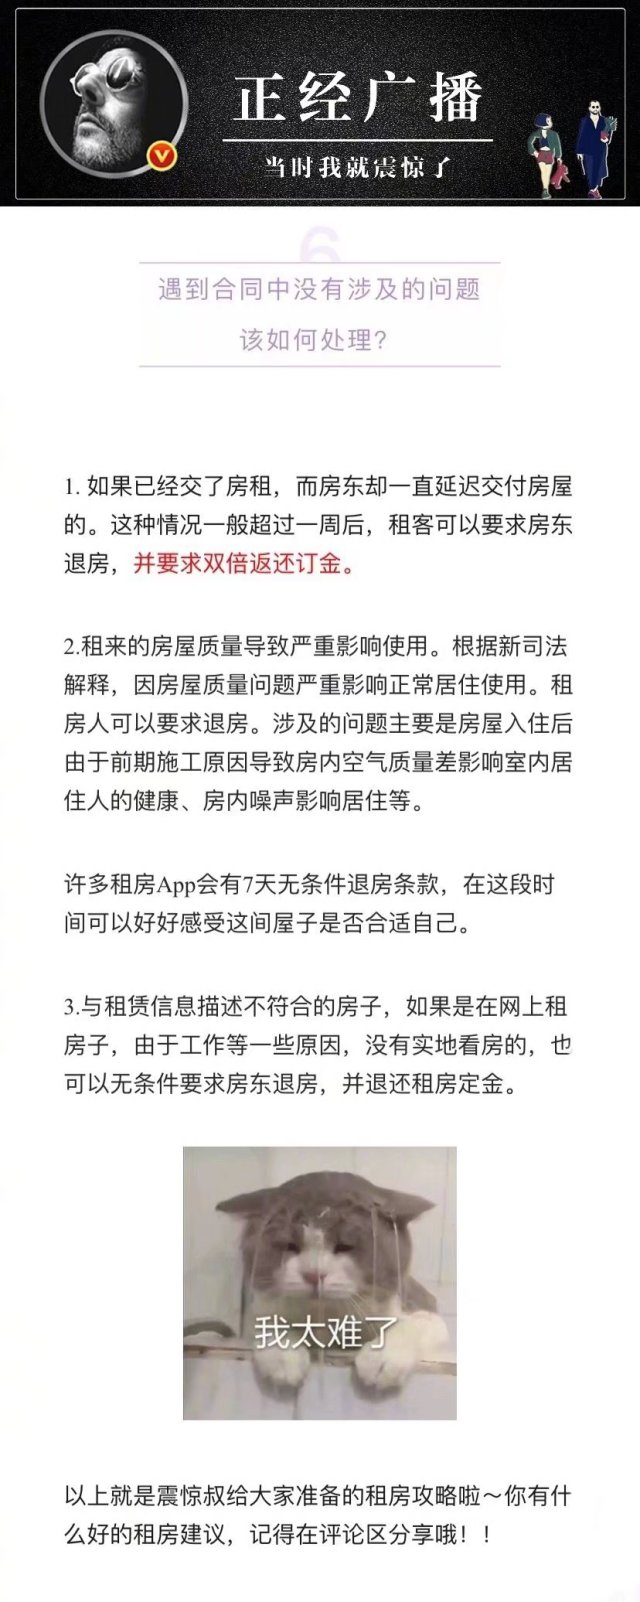 正经广播
当时我就震惊了
6
遇到合同中没有涉及的问题
该如何处理?
1. 如果已经交了房租，而房东却一直延迟交付房屋
的。这种情况一般超过一周后，租客可以要求房东
退房，并要求双倍返还订金。
2.租来的房屋质量导致严重影响使用。根据新司法
解释，因房屋质量问题严重影响正常居住使用。租
房人可以要求退房。涉及的问题主要是房屋入住后
由于前期施工原因导致房内空气质量差影响室内居
住人的健康、房内噪声影响居住等。
许多租房App会有7天无条件退房条款，在这段时
间可以好好感受这间屋子是否合适自己。
3.与租赁信息描述不符合的房子，如果是在网上租
房子，由于工作等一些原因，没有实地看房的，也
可以无条件要求房东退房，并退还租房定金。
我太难了
以上就是震惊叔给大家准备的租房攻略啦～你有什
么好的租房建议，记得在评论区分享哦！！